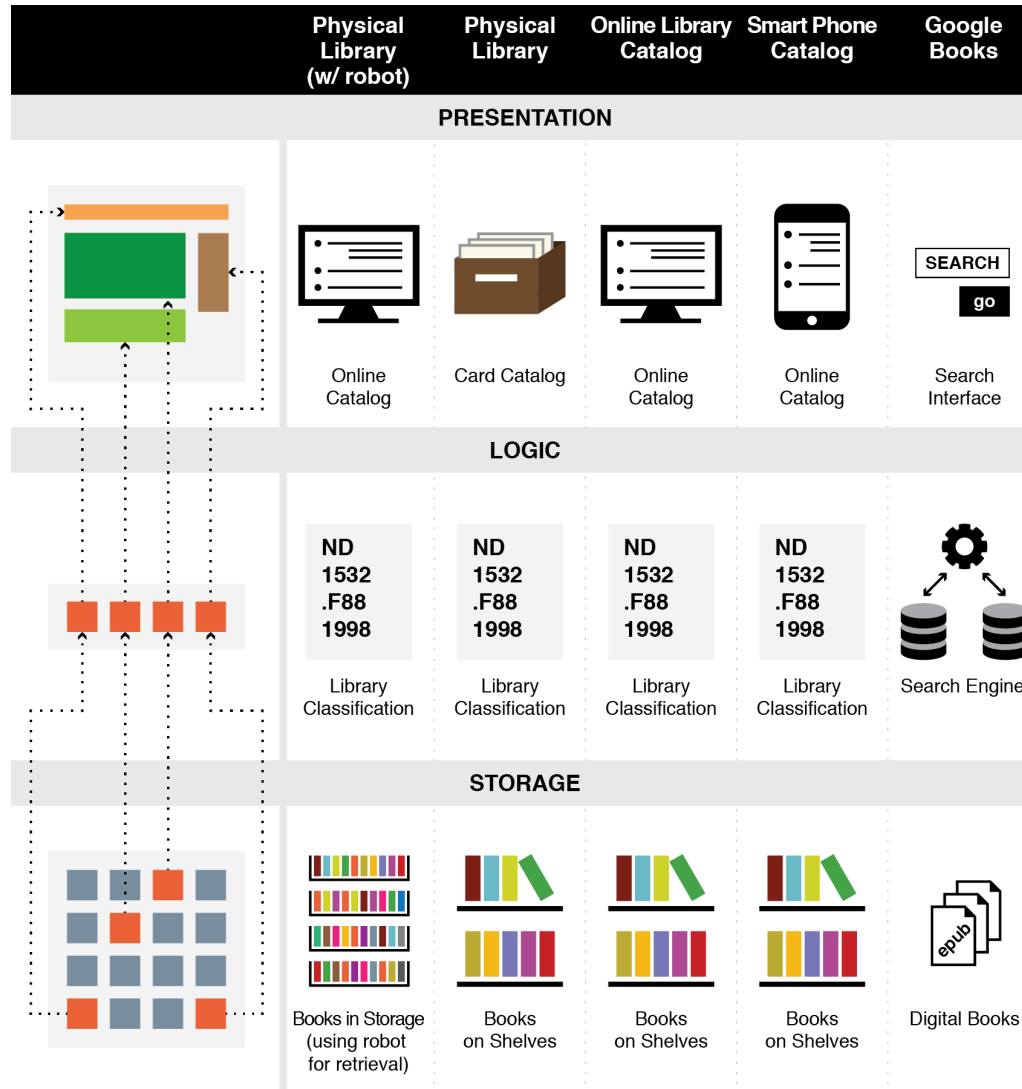 Physical Library (w/ robot)
Physical Library
Online Library Catalog
Smart Phone Catalog
Google Books
PRESENTATION
SEARCH
go
Online Catalog
Card Catalog
Online Catalog
Online Catalog
Search Interface
LOGIC
ND
1532
.F88
1998
ND
1532
.F88
1998
ND
1532
.F88
1998
ND
1532
.F88
1998
Library Classification
Library Classification
Library Classification
Library Classification
Search Engine
STORAGE
epub
Books in Storage (using robot for retrieval)
Books on Shelves
Books on Shelves
Books on Shelves
Digital Books